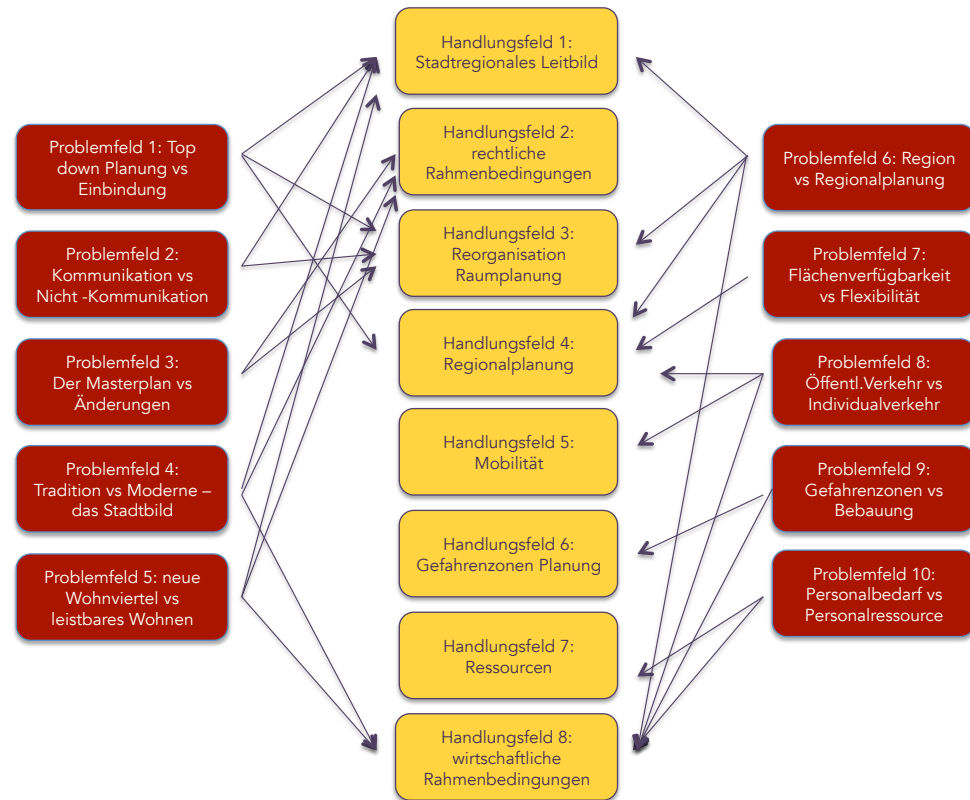 Handlungsfeld 1:
Stadtregionales Leitbild
Handlungsfeld 2:
rechtliche
Rahmenbedingungen
Handlungsfeld 3:
Reorganisation
Raumplanung
Handlungsfeld 4:
Regionalplanung
Handlungsfeld 5:
Mobilität
Handlungsfeld 6:
Gefahrenzonen Planung
Handlungsfeld 7:
Ressourcen
Handlungsfeld 8:
wirtschaftliche
Rahmenbedingungen
Problemfeld 1: Top
down Planung vs
Einbindung
Problemfeld 2:
Kommunikation vs
Nicht -Kommunikation
Problemfeld 3:
Der Masterplan vs
Änderungen
Problemfeld 4:
Tradition vs Moderne –
das Stadtbild
Problemfeld 5: neue
Wohnviertel vs
leistbares Wohnen
Problemfeld 6: Region
vs Regionalplanung
Problemfeld 7:
Flächenverfügbarkeit
vs Flexibilität
Problemfeld 8:
Öffentl.Verkehr vs
Individualverkehr
Problemfeld 9:
Gefahrenzonen vs
Bebauung
Problemfeld 10:
Personalbedarf vs
Personalressource